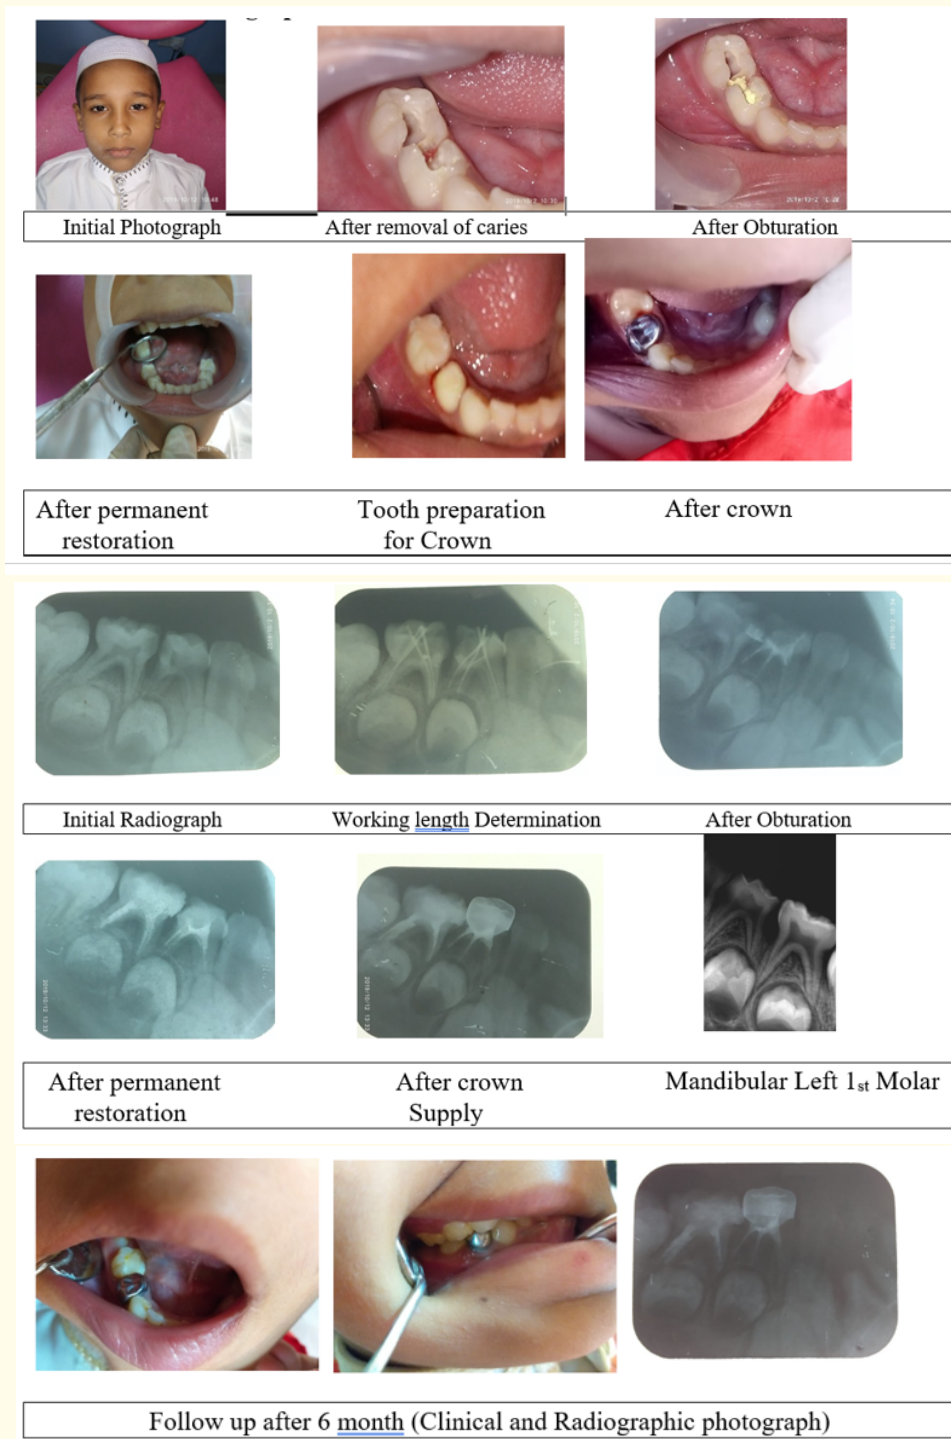 Initial Photograph
After removal of caries
After Obturation
After permanent
restoration
Tooth preparation
for Crown
After crown
Initial Radiograph
Working length Determination
After Obturation
After permanent
restoration
After crown
Supply
Mandibular Left 1st Molar
Follow up after 6 month (Clinical and Radiographic photograph)